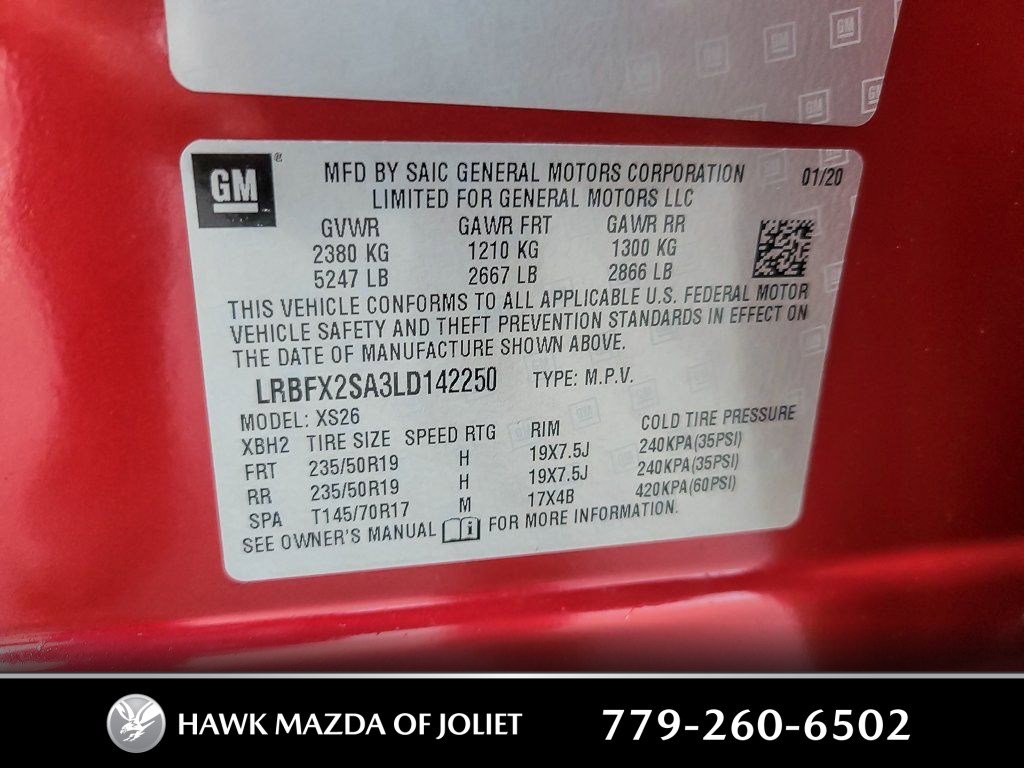 GM
MFD BY SAIC GENERAL MOTORS CORPORATION 01/20
LIMITED FOR GENERAL MOTORS LLC
GVWR GAWR FRT GAWR RR
2380 KG 1210 KG 1300 KG
5247 LB 2667 LB 2866 LB
THIS VEHICLE CONFORMS TO ALL APPLICABLE U.S. FEDERAL MOTOR
VEHICLE SAFETY AND THEFT PREVENTION STANDARDS IN EFFECT ON
THE DATE OF MANUFACTURE SHOWN ABOVE.
LRBFX2SA3LD142250 TYPE: M.P.V.
MODEL: XS26
XBH2 TIRE SIZE SPEED RTG RIM COLD TIRE PRESSURE
FRT 235/50R19 H 19X7.5J 240KPA(35PSI)
RR 235/50R19 H 19X7.5J 240KPA(35PSI)
SPA T145/70R17 M 17X4B 420KPA(60PSI)
SEE OWNER'S MANUAL i FOR MORE INFORMATION.
HAWK MAZDA OF JOLIET 779-260-6502